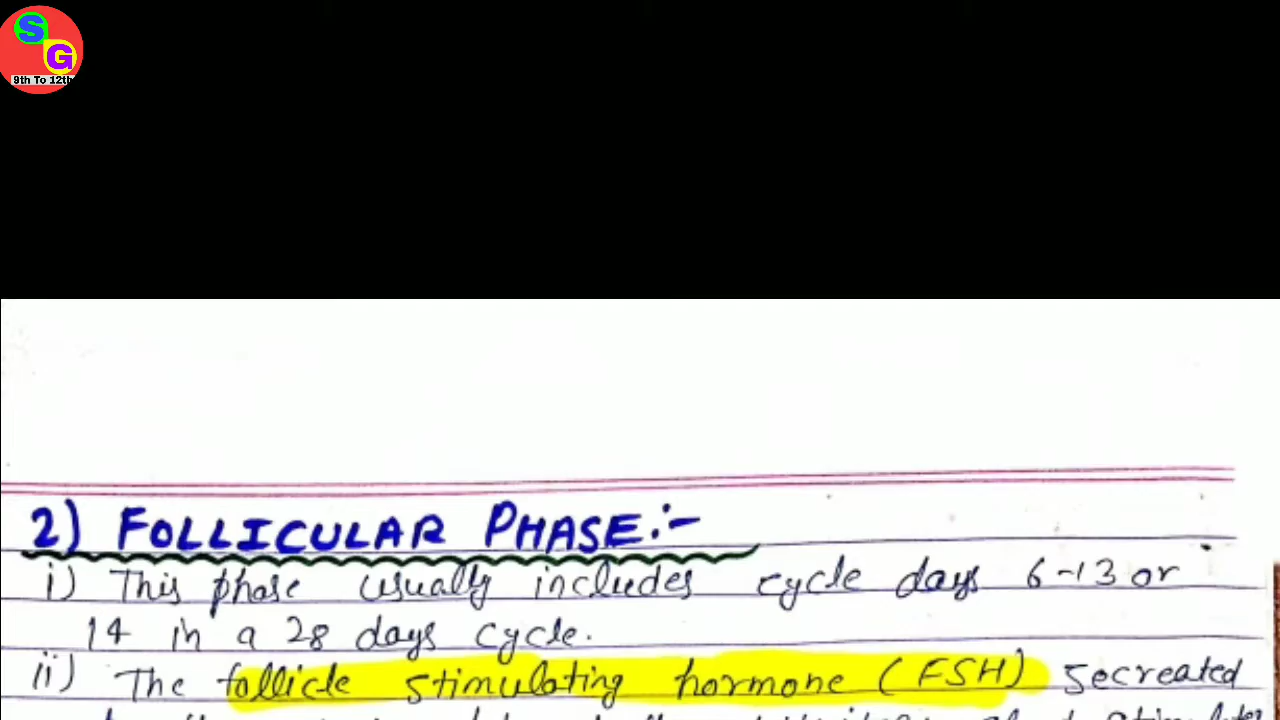 S
G
9th To 12th
2) FOLLICULAR PHASE:-
i) This phase usually includes cycle days 6-13 or
14 in a 28 days cycle.
ii) The follicle stimulating hormone (FSH) secreated